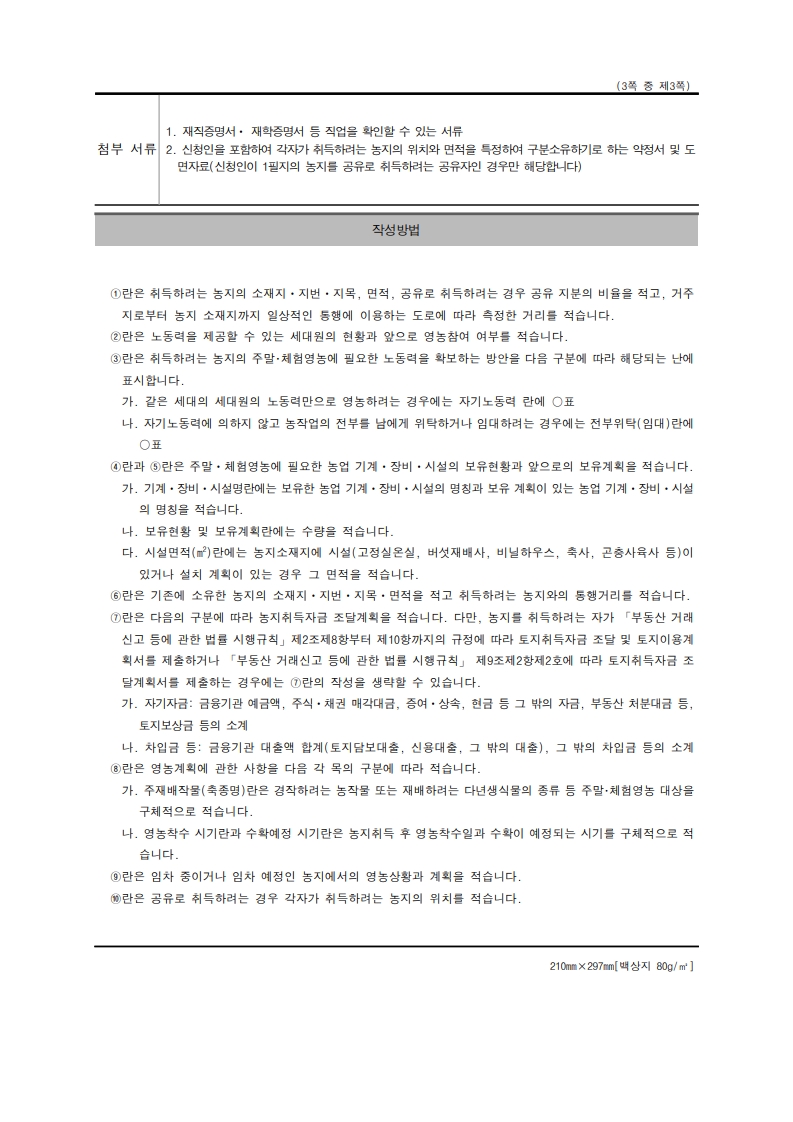 (3쪽 중 제3쪽)
첨부 서류
1. 재직증명서· 재학증명서 등 직업을 확인할 수 있는 서류
2. 신청인을 포함하여 각자가 취득하려는 농지의 위치와 면적을 특정하여 구분소유하기로 하는 약정서 및 도
면자료(신청인이 1필지의 농지를 공유로 취득하려는 공유자인 경우만 해당합니다)
작성방법
①란은 취득하려는 농지의 소재지·지번·지목, 면적, 공유로 취득하려는 경우 공유 지분의 비율을 적고, 거주
지로부터 농지 소재지까지 일상적인 통행에 이용하는 도로에 따라 측정한 거리를 적습니다.
②란은 노동력을 제공할 수 있는 세대원의 현황과 앞으로 영농참여 여부를 적습니다.
③란은 취득하려는 농지의 주말·체험영농에 필요한 노동력을 확보하는 방안을 다음 구분에 따라 해당되는 난에
표시합니다.
가. 같은 세대의 세대원의 노동력만으로 영농하려는 경우에는 자기노동력 란에 ○표
나. 자기노동력에 의하지 않고 농작업의 전부를 남에게 위탁하거나 임대하려는 경우에는 전부위탁(임대)란에
○표
④란과 ⑤란은 주말·체험영농에 필요한 농업 기계·장비·시설의 보유현황과 앞으로의 보유계획을 적습니다.
가. 기계·장비·시설명란에는 보유한 농업 기계·장비·시설의 명칭과 보유 계획이 있는 농업 기계·장비·시설
의 명칭을 적습니다.
나. 보유현황 및 보유계획란에는 수량을 적습니다.
다. 시설면적(㎡)란에는 농지소재지에 시설(고정실온실, 버섯재배사, 비닐하우스, 축사, 곤충사육사 등)이
있거나 설치 계획이 있는 경우 그 면적을 적습니다.
⑥란은 기존에 소유한 농지의 소재지·지번·지목·면적을 적고 취득하려는 농지와의 통행거리를 적습니다.
⑦란은 다음의 구분에 따라 농지취득자금 조달계획을 적습니다. 다만, 농지를 취득하려는 자가 「부동산 거래
신고 등에 관한 법률 시행규칙」제2조제8항부터 제10항까지의 규정에 따라 토지취득자금 조달 및 토지이용계
획서를 제출하거나 「부동산 거래신고 등에 관한 법률 시행규칙」 제9조제2항제2호에 따라 토지취득자금 조
달계획서를 제출하는 경우에는 ⑦란의 작성을 생략할 수 있습니다.
가. 자기자금: 금융기관 예금액, 주식·채권 매각대금, 증여·상속, 현금 등 그 밖의 자금, 부동산 처분대금 등,
토지보상금 등의 소계
나. 차입금 등: 금융기관 대출액 합계(토지담보대출, 신용대출, 그 밖의 대출), 그 밖의 차입금 등의 소계
⑧란은 영농계획에 관한 사항을 다음 각 목의 구분에 따라 적습니다.
가. 주재배작물(축종명)란은 경작하려는 농작물 또는 재배하려는 다년생식물의 종류 등 주말·체험영농 대상을
구체적으로 적습니다.
나. 영농착수 시기란과 수확예정 시기란은 농지취득 후 영농착수일과 수확이 예정되는 시기를 구체적으로 적
습니다.
⑨란은 임차 중이거나 임차 예정인 농지에서의 영농상황과 계획을 적습니다.
⑩란은 공유로 취득하려는 경우 각자가 취득하려는 농지의 위치를 적습니다.
210㎜×297㎜[백상지 80g/㎡]